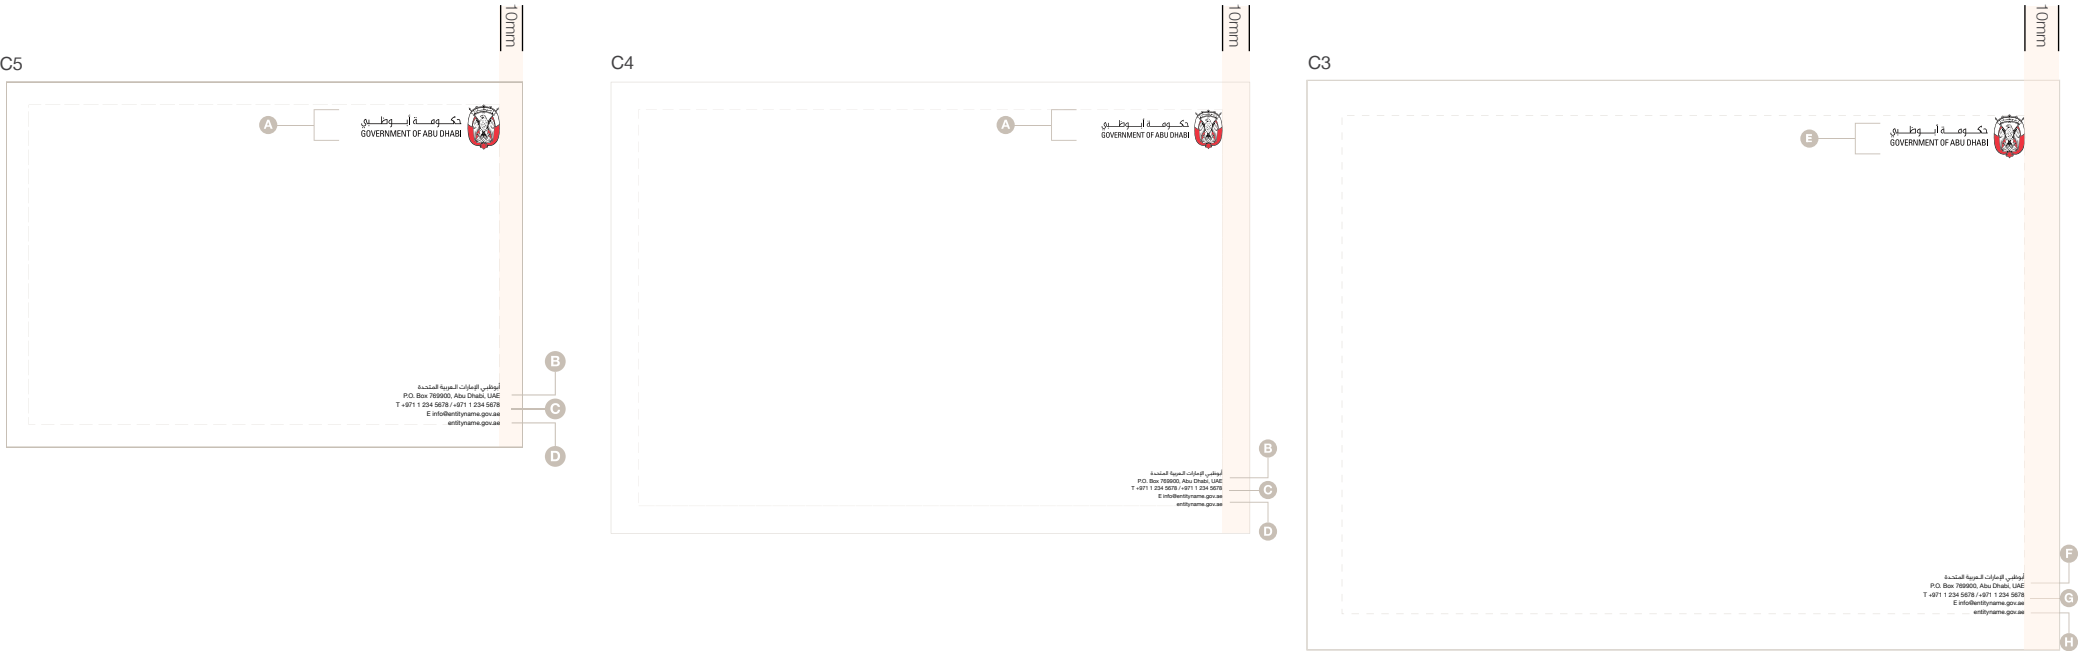 10mm
C5
A
حكومة أبوظبي
GOVERNMENT OF ABU DHABI
B
أبوظبي الإمارات العربية المتحدة
P.O. Box 769900, Abu Dhabi, UAE
T +971 1 234 5678 / +971 1 234 5678
C
E info@entityname.gov.ae
entityname.gov.ae
D
10mm
C4
A
حكومة أبوظبي
GOVERNMENT OF ABU DHABI
B
أبوظبي الإمارات العربية المتحدة
P.O. Box 769900, Abu Dhabi, UAE
T +971 1 234 5678 / +971 1 234 5678
C
E info@entityname.gov.ae
entityname.gov.ae
D
10mm
C3
E
حكومة أبوظبي
GOVERNMENT OF ABU DHABI
F
أبوظبي الإمارات العربية المتحدة
P.O. Box 769900, Abu Dhabi, UAE
T +971 1 234 5678 / +971 1 234 5678
G
E info@entityname.gov.ae
entityname.gov.ae
H